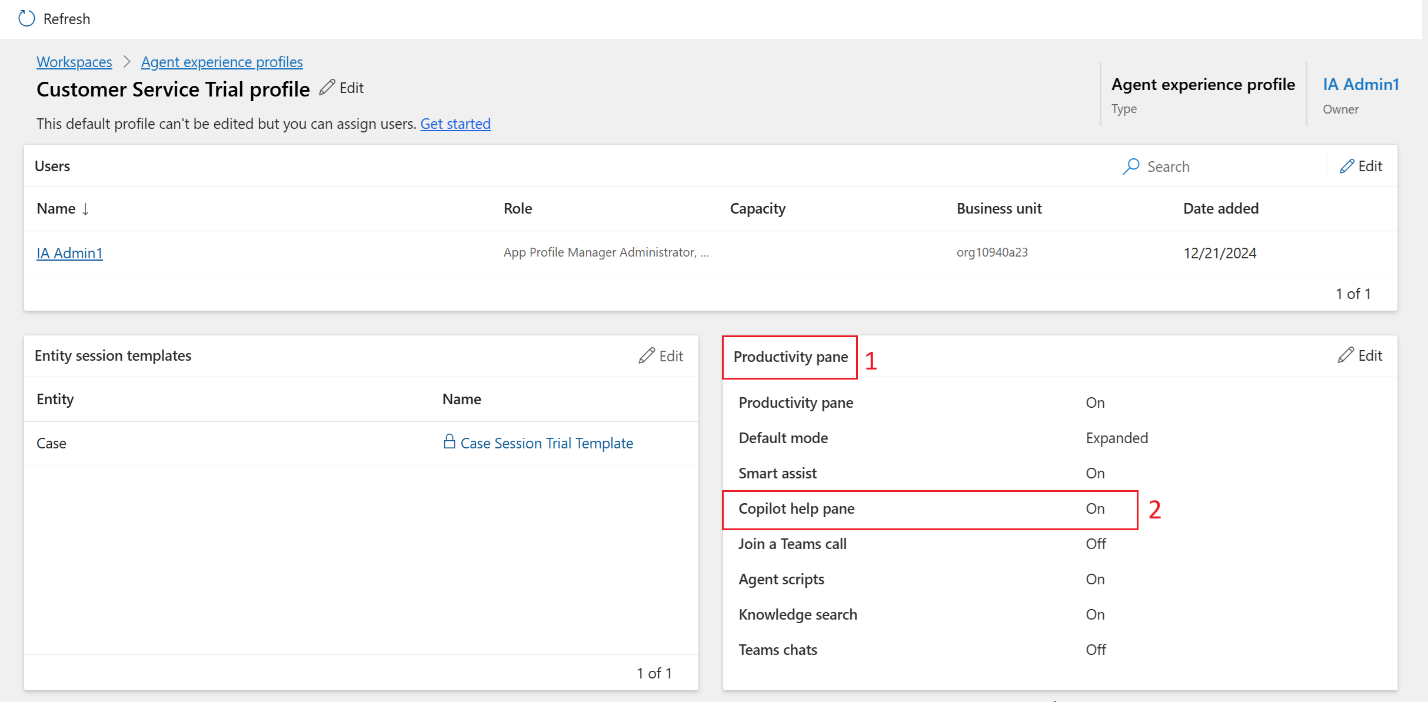 Refresh
Workspaces > Agent experience profiles
Customer Service Trial profile Edit
This default profile can't be edited but you can assign users. Get started
Agent experience profile
Type
IA Admin1
Owner
Users Search Edit
Name ↓ Role Capacity Business unit Date added
IA Admin1 App Profile Manager Administrator, ... org10940a23 12/21/2024
1 of 1
Entity session templates Edit
Entity Name
Case Case Session Trial Template
1 of 1
Productivity pane 1 Edit
Productivity pane On
Default mode Expanded
Smart assist On
Copilot help pane On 2
Join a Teams call Off
Agent scripts On
Knowledge search On
Teams chats Off